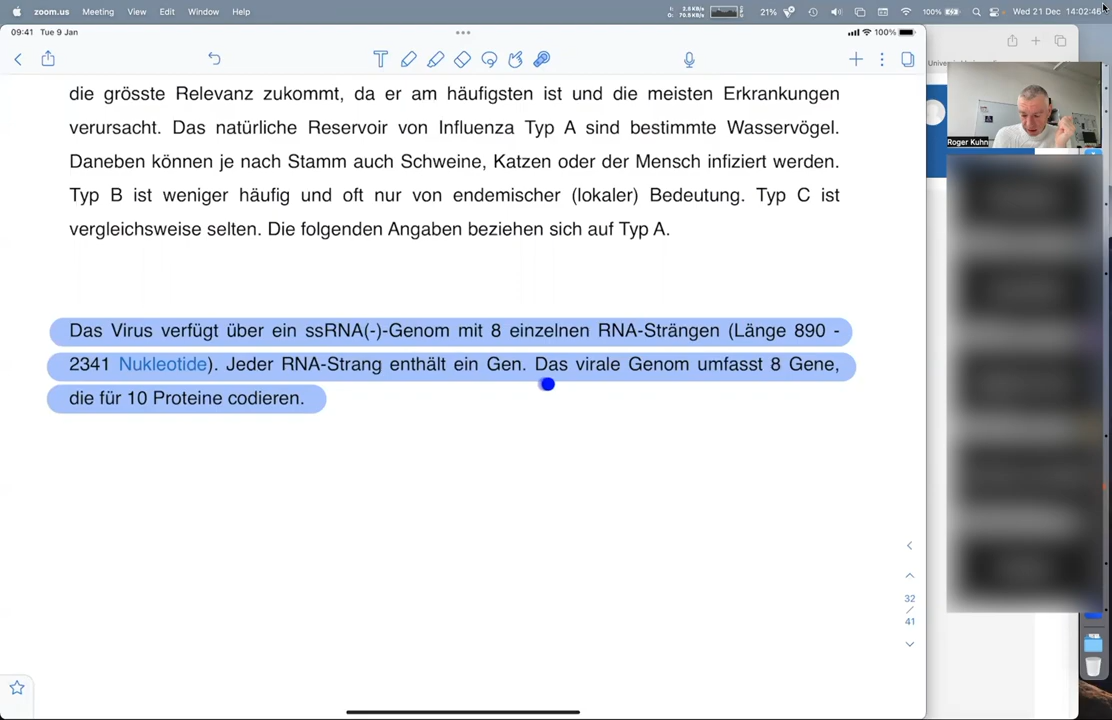 zoom.us Meeting View Edit Window Help
21% 100% Wed 21 Dec 14:02:46
09:41 Tue 9 Jan 100%
die grösste Relevanz zukommt, da er am häufigsten ist und die meisten Erkrankungen
verursacht. Das natürliche Reservoir von Influenza Typ A sind bestimmte Wasservögel.
Daneben können je nach Stamm auch Schweine, Katzen oder der Mensch infiziert werden.
Typ B ist weniger häufig und oft nur von endemischer (lokaler) Bedeutung. Typ C ist
vergleichsweise selten. Die folgenden Angaben beziehen sich auf Typ A.
Das Virus verfügt über ein ssRNA(-)-Genom mit 8 einzelnen RNA-Strängen (Länge 890 -
2341 Nukleotide). Jeder RNA-Strang enthält ein Gen. Das virale Genom umfasst 8 Gene,
die für 10 Proteine codieren.
Roger Kuhn
32
/
41